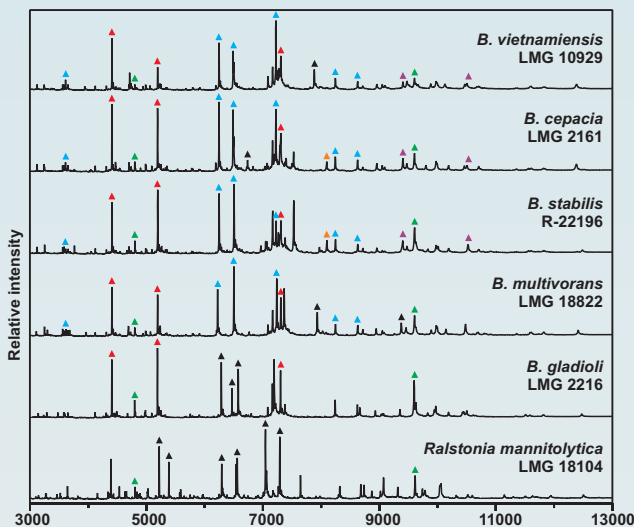 B. vietnamiensis
LMG 10929
B. cepacia
LMG 2161
B. stabilis
R-22196
B. multivorans
LMG 18822
B. gladioli
LMG 2216
Ralstonia mannitolytica
LMG 18104
Relative intensity
3000 5000 7000 9000 11000 13000